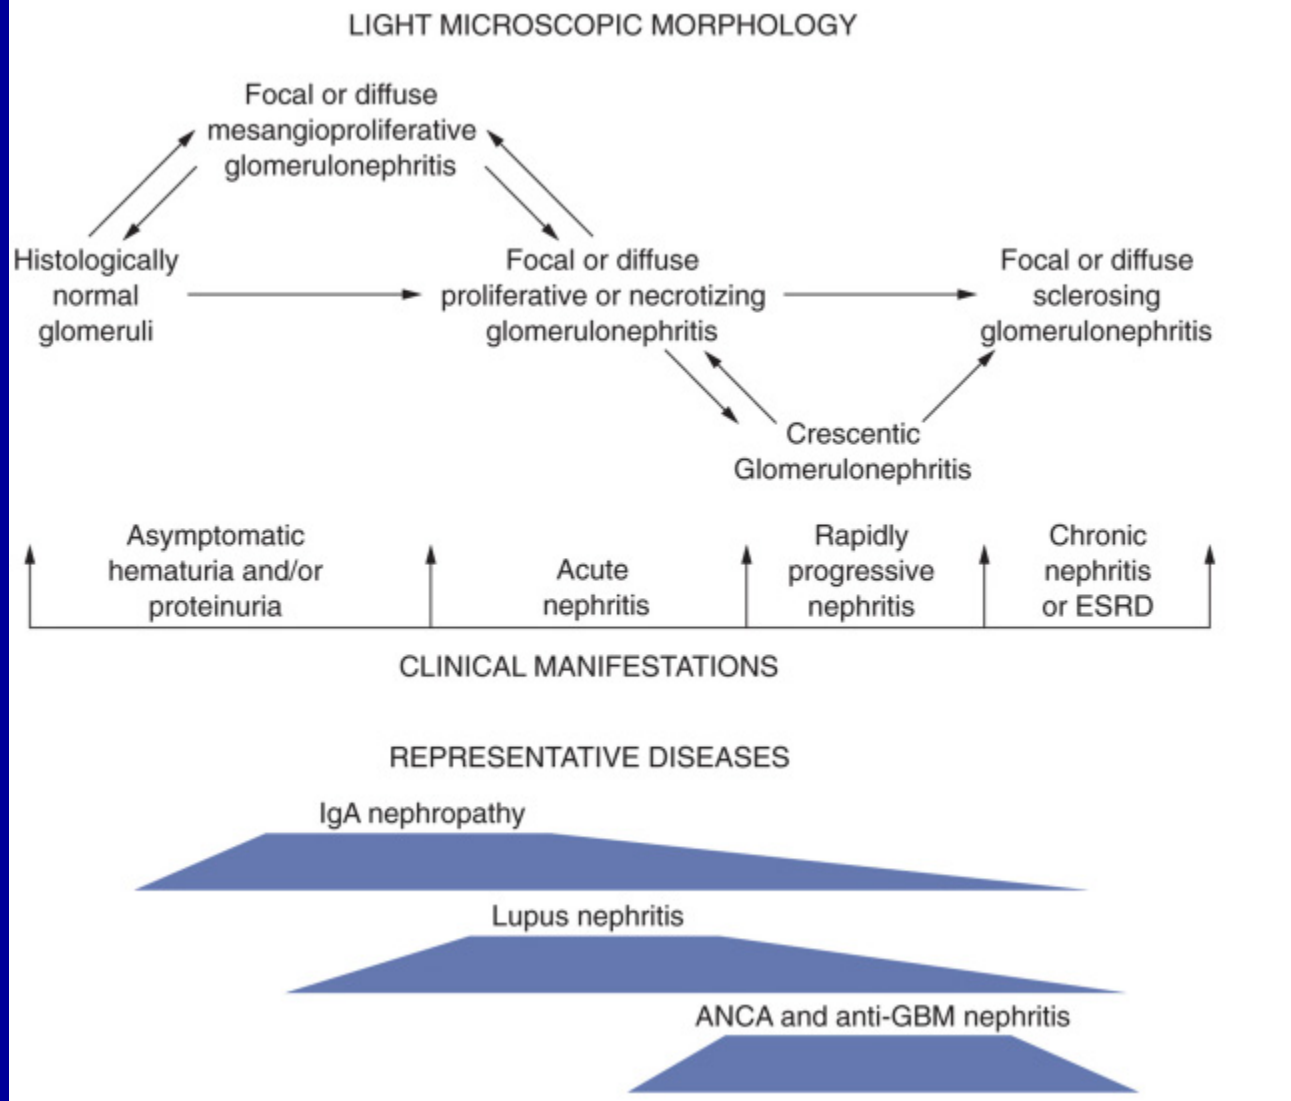 LIGHT MICROSCOPIC MORPHOLOGY
Focal or diffuse
mesangioproliferative
glomerulonephritis
Histologically
normal
glomeruli
Focal or diffuse
proliferative or necrotizing
glomerulonephritis
Focal or diffuse
sclerosing
glomerulonephritis
Crescentic
Glomerulonephritis
Asymptomatic
hematuria and/or
proteinuria
Acute
nephritis
Rapidly
progressive
nephritis
Chronic
nephritis
or ESRD
CLINICAL MANIFESTATIONS
REPRESENTATIVE DISEASES
IgA nephropathy
Lupus nephritis
ANCA and anti-GBM nephritis